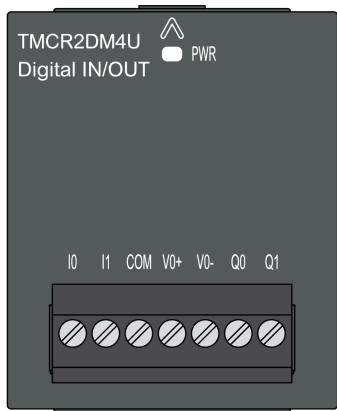 TMCR2DM4U
PWR
Digital IN/OUT
I0 I1 COM V0+ V0- Q0 Q1